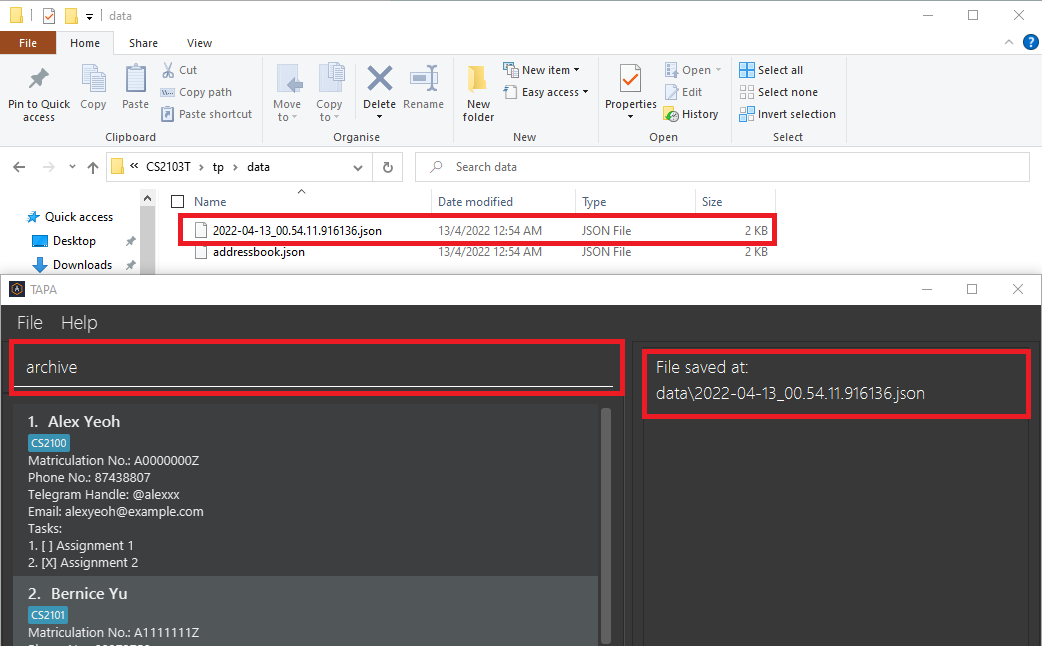 data
File Home Share View
Pin to Quick access
Copy
Paste
Cut
Copy path
Paste shortcut
Clipboard
Move to
Copy to
Delete
Rename
Organise
New folder
New item
Easy access
New
Properties
Open
Edit
History
Open
Select all
Select none
Invert selection
Select
« CS2103T › tp › data
Search data
Name Date modified Type Size
Quick access
Desktop
Downloads
2022-04-13_00.54.11.916136.json 13/4/2022 12:54 AM JSON File 2 KB
addressbook.json 13/4/2022 12:54 AM JSON File 2 KB
TAPA
File Help
archive
File saved at:
data\2022-04-13_00.54.11.916136.json
1. Alex Yeoh
CS2100
Matriculation No.: A0000000Z
Phone No.: 87438807
Telegram Handle: @alexxx
Email: alexyeoh@example.com
Tasks:
1. [ ] Assignment 1
2. [X] Assignment 2
2. Bernice Yu
CS2101
Matriculation No.: A1111111Z